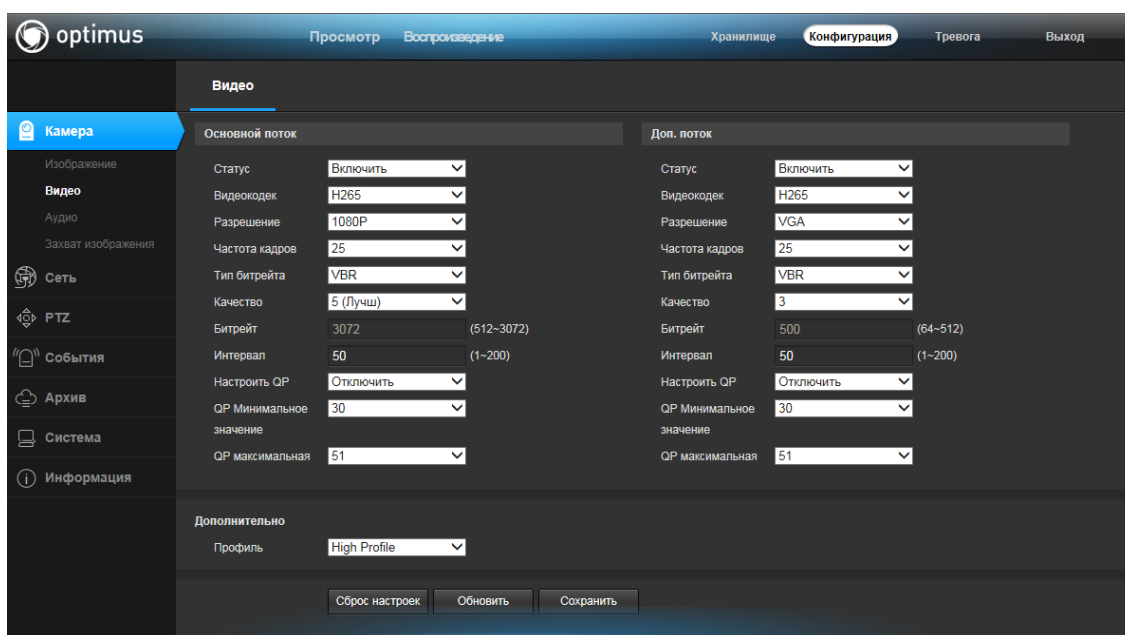 optimus
Просмотр Воспроизведение Хранилище Конфигурация Тревога Выход
Видео
Камера
Изображение
Видео
Аудио
Захват изображения
Сеть
PTZ
События
Архив
Система
Информация
Основной поток
Статус Включить
Видеокодек H265
Разрешение 1080P
Частота кадров 25
Тип битрейта VBR
Качество 5 (Лучш)
Битрейт 3072 (512~3072)
Интервал 50 (1~200)
Настроить QP Отключить
QP Минимальное значение 30
QP максимальная 51
Доп. поток
Статус Включить
Видеокодек H265
Разрешение VGA
Частота кадров 25
Тип битрейта VBR
Качество 3
Битрейт 500 (64~512)
Интервал 50 (1~200)
Настроить QP Отключить
QP Минимальное значение 30
QP максимальная 51
Дополнительно
Профиль High Profile
Сброс настроек Обновить Сохранить